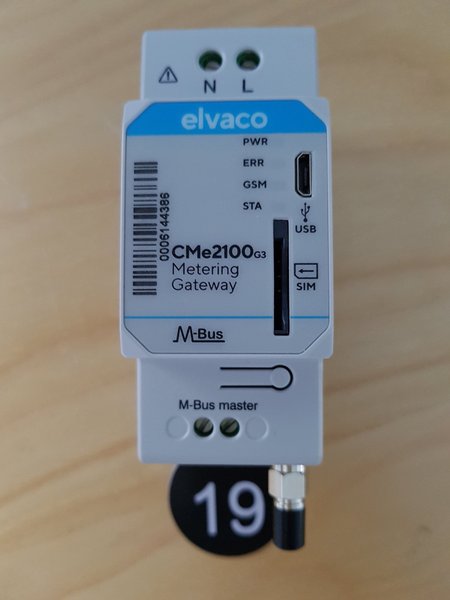 N L
elvaco
PWR
ERR
GSM
STA
USB
0006144386
CMe2100G3
Metering
Gateway
SIM
M-Bus
M-Bus master
19